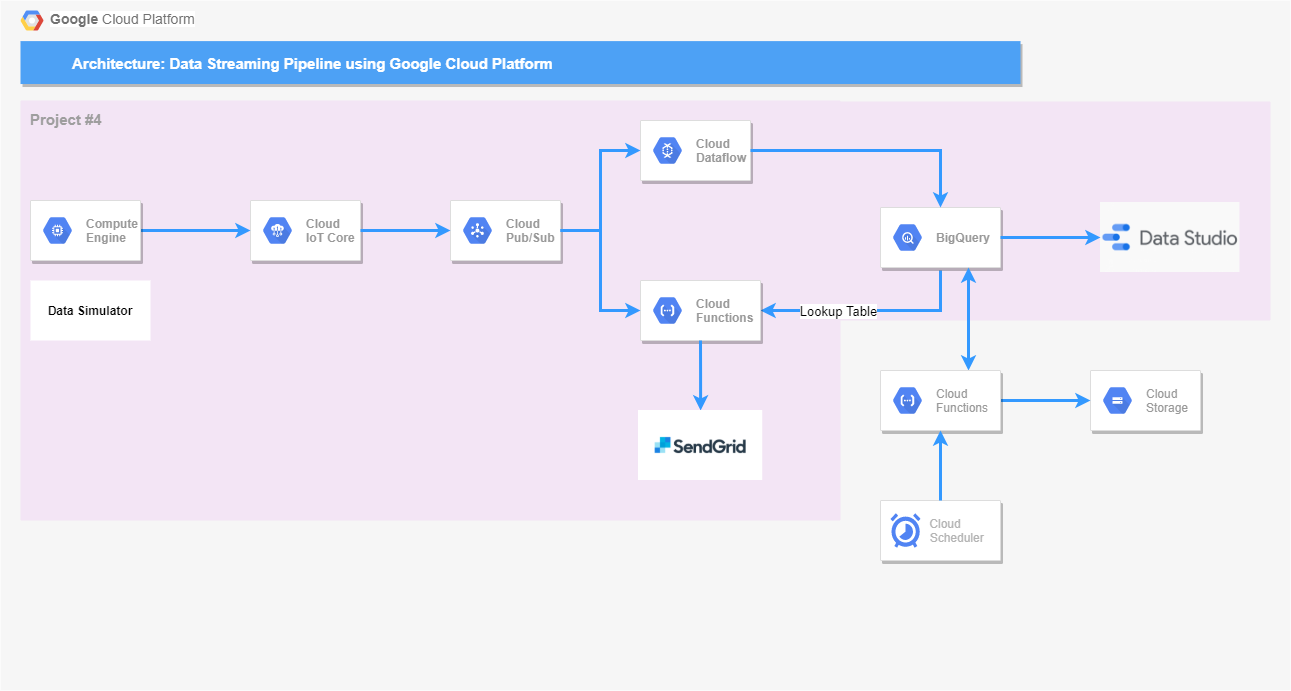 Google Cloud Platform
Architecture: Data Streaming Pipeline using Google Cloud Platform
Project #4
Cloud
Dataflow
Compute
Engine
Cloud
IoT Core
Cloud
Pub/Sub
BigQuery
Data Studio
Data Simulator
Cloud
Functions
Lookup Table
Cloud
Functions
Cloud
Storage
SendGrid
Cloud
Scheduler